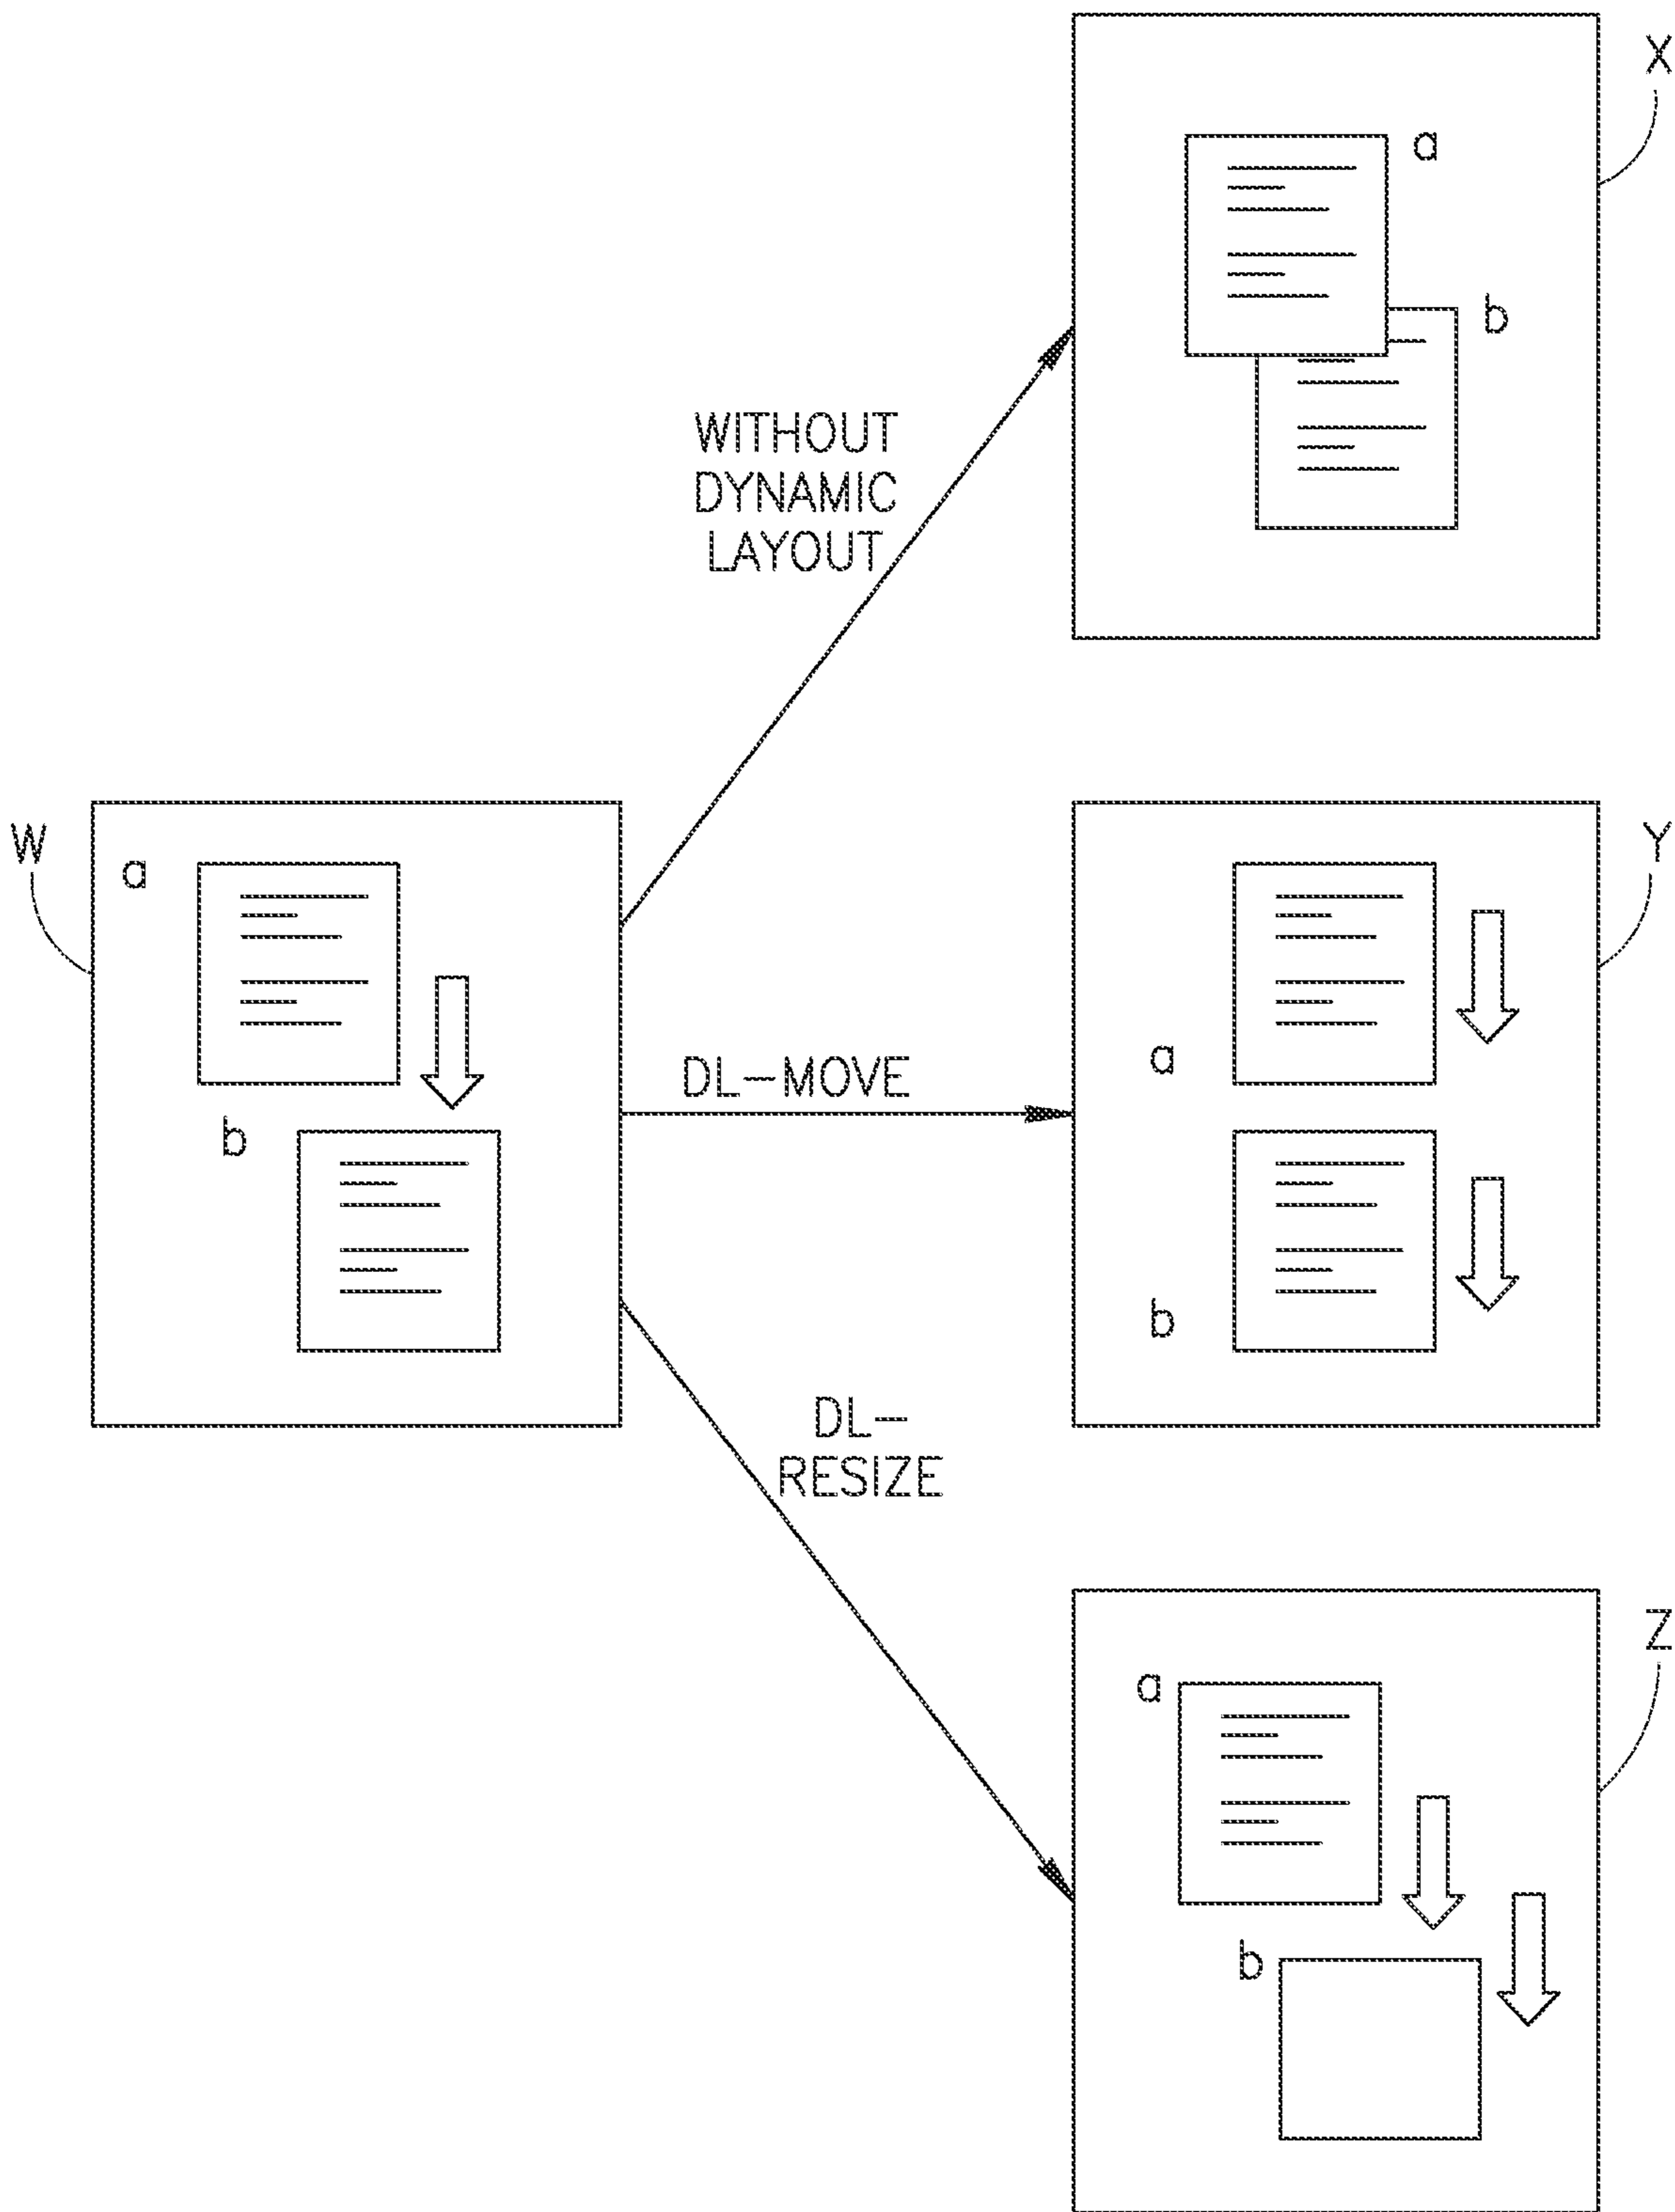 X
a
b
WITHOUT
DYNAMIC
LAYOUT
W
a
b
DL-MOVE
Y
a
b
DL-
RESIZE
Z
a
b